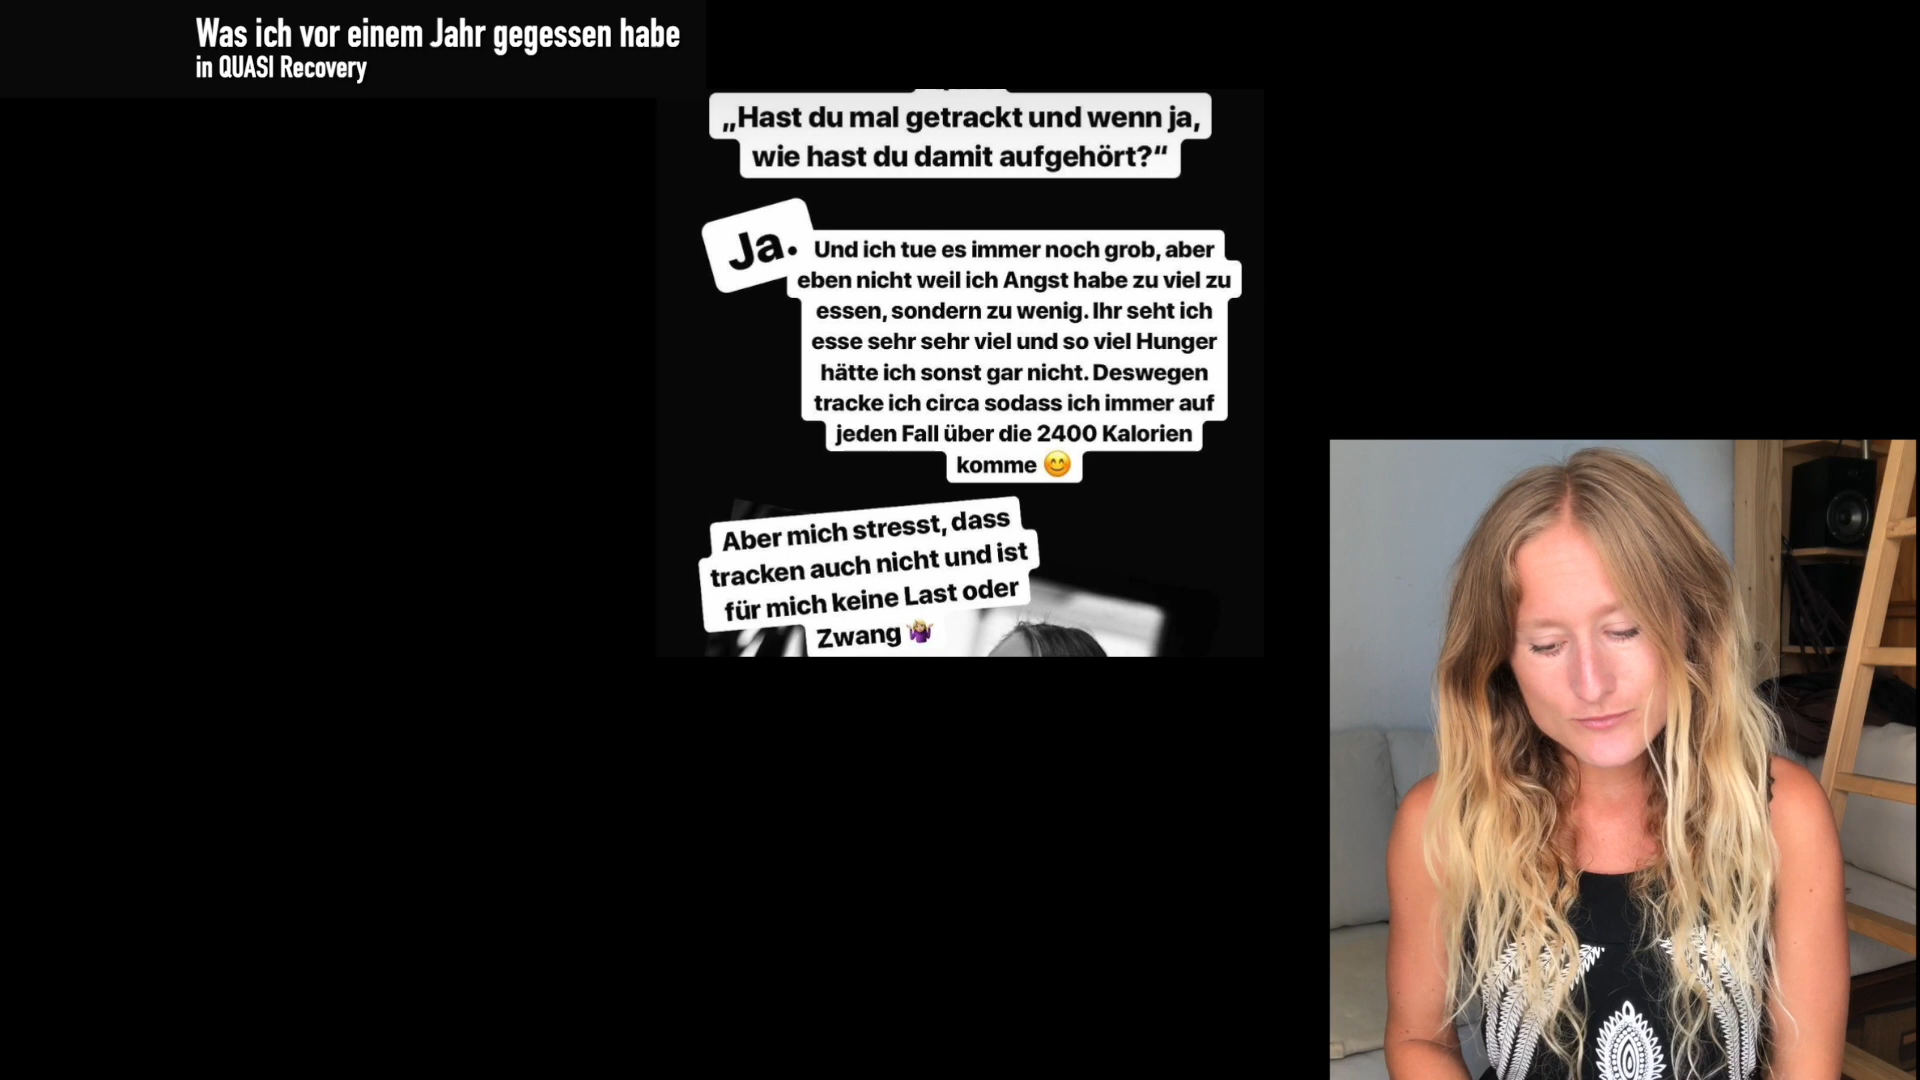 Was ich vor einem Jahr gegessen habe
in QUASI Recovery
„Hast du mal getrackt und wenn ja,
wie hast du damit aufgehört?“
Ja.
Und ich tue es immer noch grob, aber
eben nicht weil ich Angst habe zu viel zu
essen, sondern zu wenig. Ihr seht ich
esse sehr sehr viel und so viel Hunger
hätte ich sonst gar nicht. Deswegen
tracke ich circa sodass ich immer auf
jeden Fall über die 2400 Kalorien
komme 😊
Aber mich stresst, dass
tracken auch nicht und ist
für mich keine Last oder
Zwang 🤷🏼‍♀️